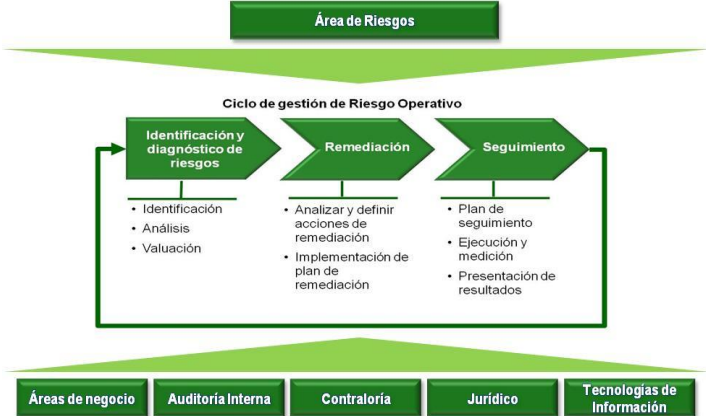 Área de Riesgos
Ciclo de gestión de Riesgo Operativo
Identificación y
diagnóstico de
riesgos
Remediación
Seguimiento
• Identificación
• Análisis
• Valuación
• Analizar y definir
acciones de
remediación
• Implementación de
plan de
remediación
• Plan de
seguimiento
• Ejecución y
medición
• Presentación de
resultados
Áreas de negocio
Auditoría Interna
Contraloría
Jurídico
Tecnologías de
Información